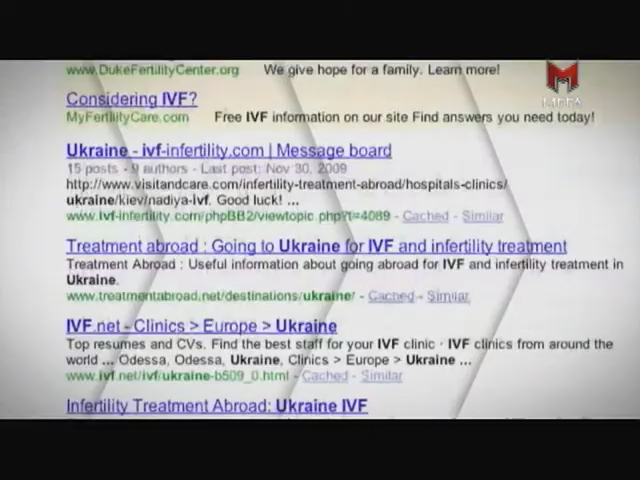 www.DukeFertilityCenter.org We give hope for a family. Learn more!
МЕГА
Considering IVF?
MyFertilityCare.com Free IVF information on our site Find answers you need today!
Ukraine - ivf-infertility.com | Message board
15 posts - 9 authors - Last post: Nov 30, 2009
http://www.visitandcare.com/infertility-treatment-abroad/hospitals-clinics/
ukraine/kiev/nadiya-ivf. Good luck! ...
www.ivf-infertility.com/phpBB2/viewtopic.php?t=4089 - Cached - Similar
Treatment abroad : Going to Ukraine for IVF and infertility treatment
Treatment Abroad : Useful information about going abroad for IVF and infertility treatment in
Ukraine.
www.treatmentabroad.net/destinations/ukraine/ - Cached - Similar
IVF.net - Clinics > Europe > Ukraine
Top resumes and CVs. Find the best staff for your IVF clinic · IVF clinics from around the
world ... Odessa, Odessa, Ukraine, Clinics > Europe > Ukraine ...
www.ivf.net/ivf/ukraine-b509_0.html - Cached - Similar
Infertility Treatment Abroad: Ukraine IVF